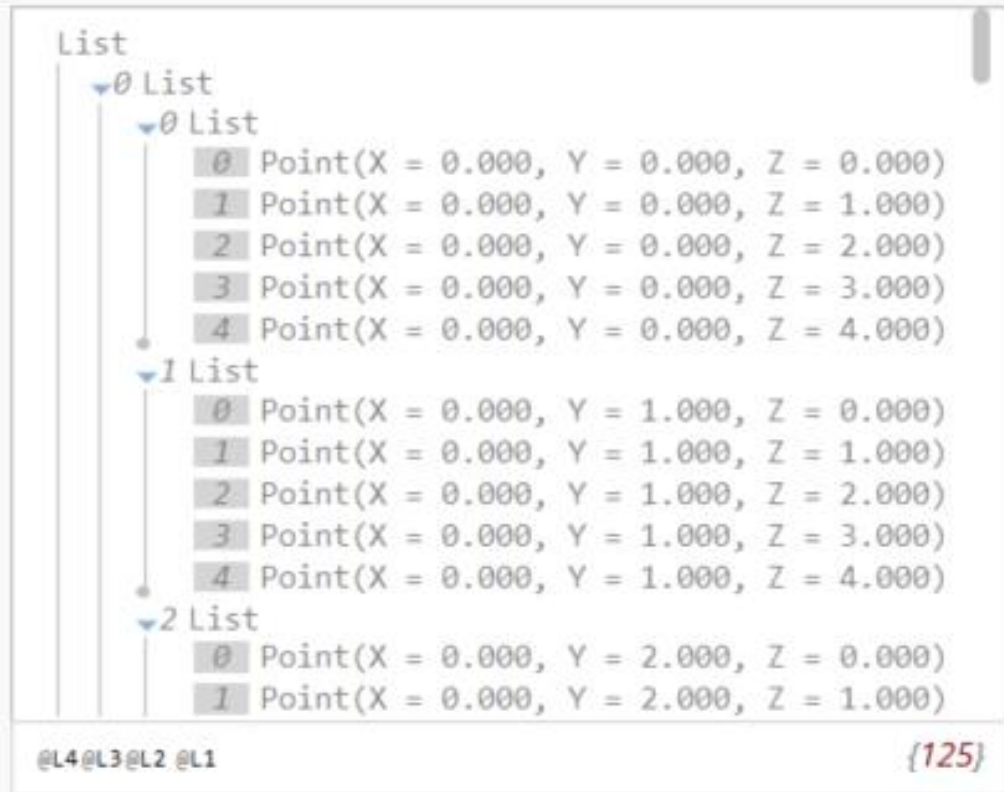 List
0 List
0 List
0 Point(X = 0.000, Y = 0.000, Z = 0.000)
1 Point(X = 0.000, Y = 0.000, Z = 1.000)
2 Point(X = 0.000, Y = 0.000, Z = 2.000)
3 Point(X = 0.000, Y = 0.000, Z = 3.000)
4 Point(X = 0.000, Y = 0.000, Z = 4.000)
1 List
0 Point(X = 0.000, Y = 1.000, Z = 0.000)
1 Point(X = 0.000, Y = 1.000, Z = 1.000)
2 Point(X = 0.000, Y = 1.000, Z = 2.000)
3 Point(X = 0.000, Y = 1.000, Z = 3.000)
4 Point(X = 0.000, Y = 1.000, Z = 4.000)
2 List
0 Point(X = 0.000, Y = 2.000, Z = 0.000)
1 Point(X = 0.000, Y = 2.000, Z = 1.000)
@L4 @L3 @L2 @L1 {125}